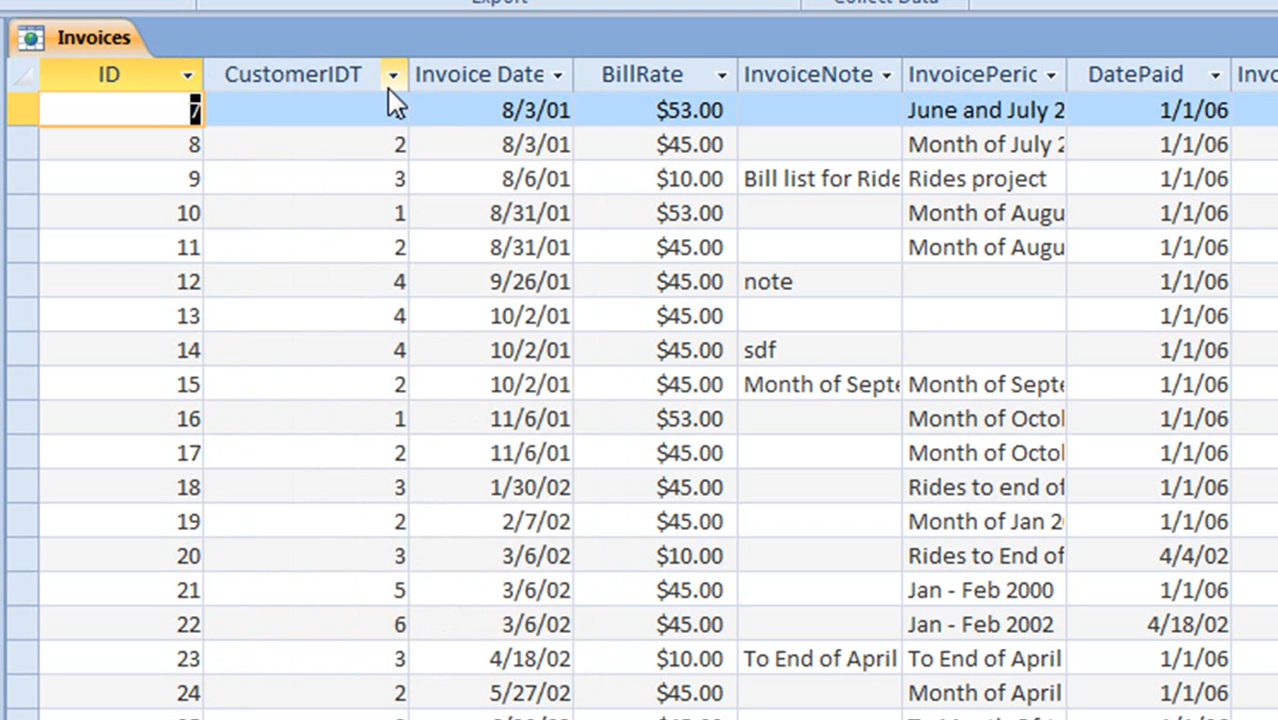 Invoices
ID CustomerIDT Invoice Date BillRate InvoiceNote InvoicePeric DatePaid Invo
7 8/3/01 $53.00 June and July 2 1/1/06
8 2 8/3/01 $45.00 Month of July 2 1/1/06
9 3 8/6/01 $10.00 Bill list for Ride Rides project 1/1/06
10 1 8/31/01 $53.00 Month of Augu 1/1/06
11 2 8/31/01 $45.00 Month of Augu 1/1/06
12 4 9/26/01 $45.00 note 1/1/06
13 4 10/2/01 $45.00 1/1/06
14 4 10/2/01 $45.00 sdf 1/1/06
15 2 10/2/01 $45.00 Month of Septe Month of Septe 1/1/06
16 1 11/6/01 $53.00 Month of Octol 1/1/06
17 2 11/6/01 $45.00 Month of Octol 1/1/06
18 3 1/30/02 $45.00 Rides to end of 1/1/06
19 2 2/7/02 $45.00 Month of Jan 2 1/1/06
20 3 3/6/02 $10.00 Rides to End of 4/4/02
21 5 3/6/02 $45.00 Jan - Feb 2000 1/1/06
22 6 3/6/02 $45.00 Jan - Feb 2002 4/18/02
23 3 4/18/02 $10.00 To End of April To End of April 1/1/06
24 2 5/27/02 $45.00 Month of April 1/1/06